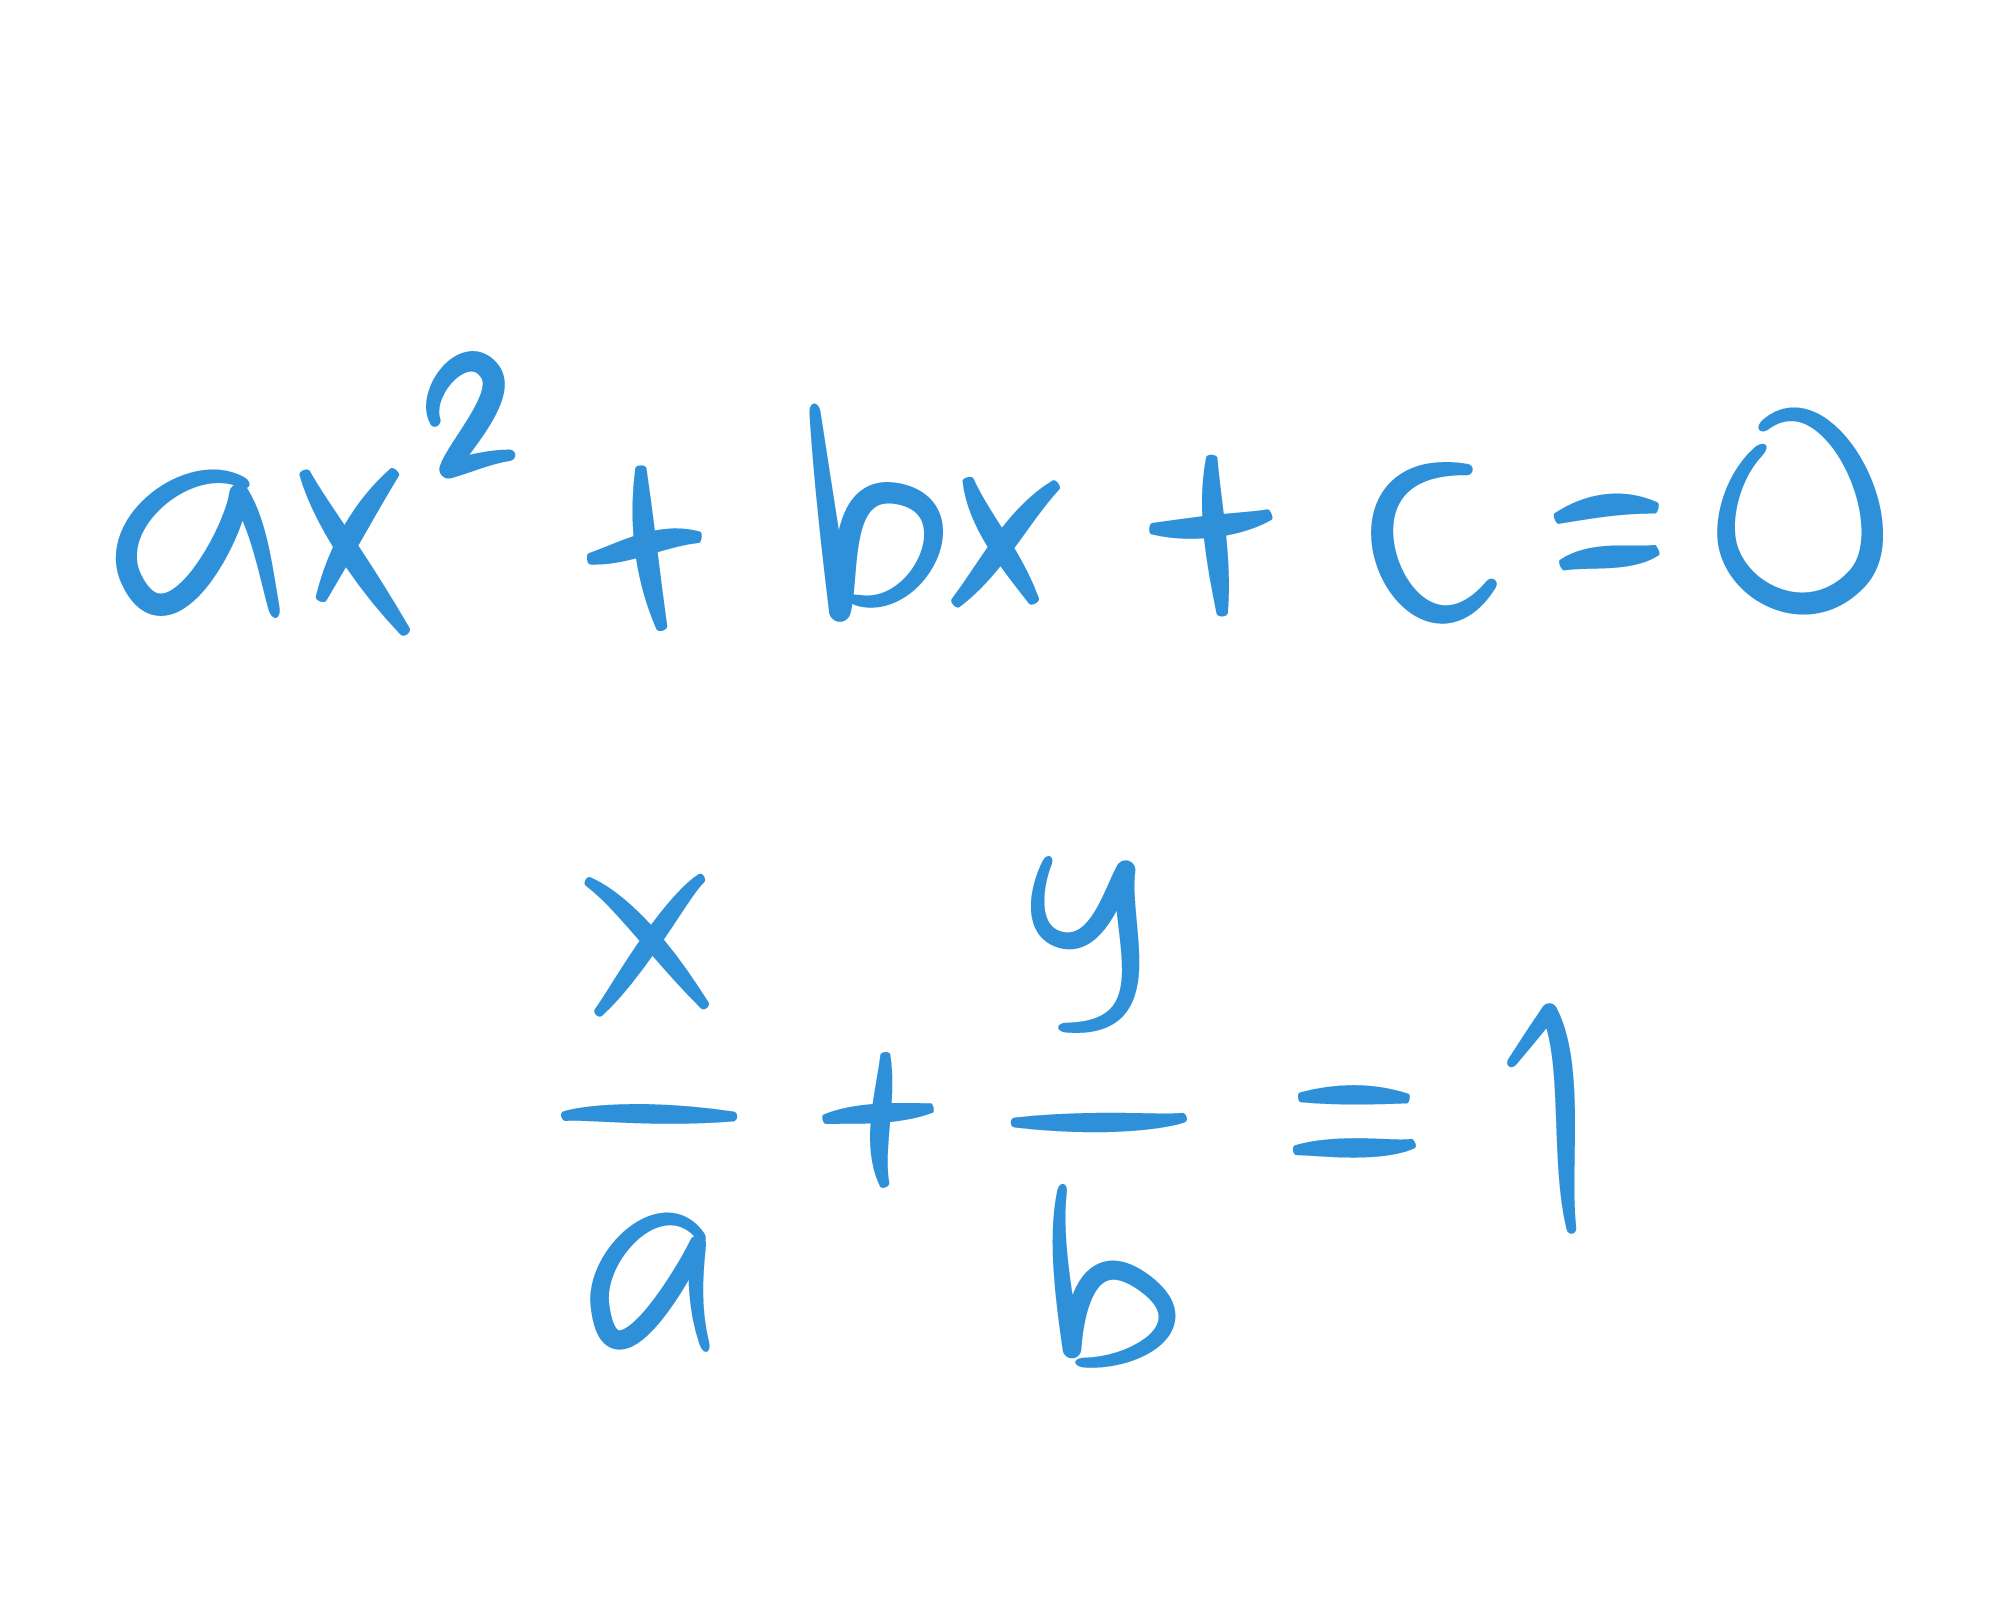 ax² + bx + c = 0
x/a + y/b = 1